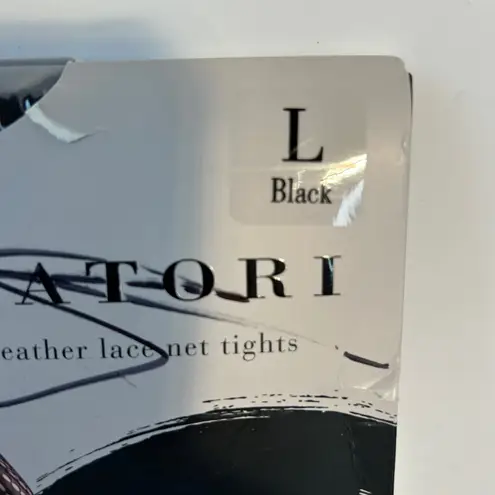 L
Black
ATORI
eather lace net tights